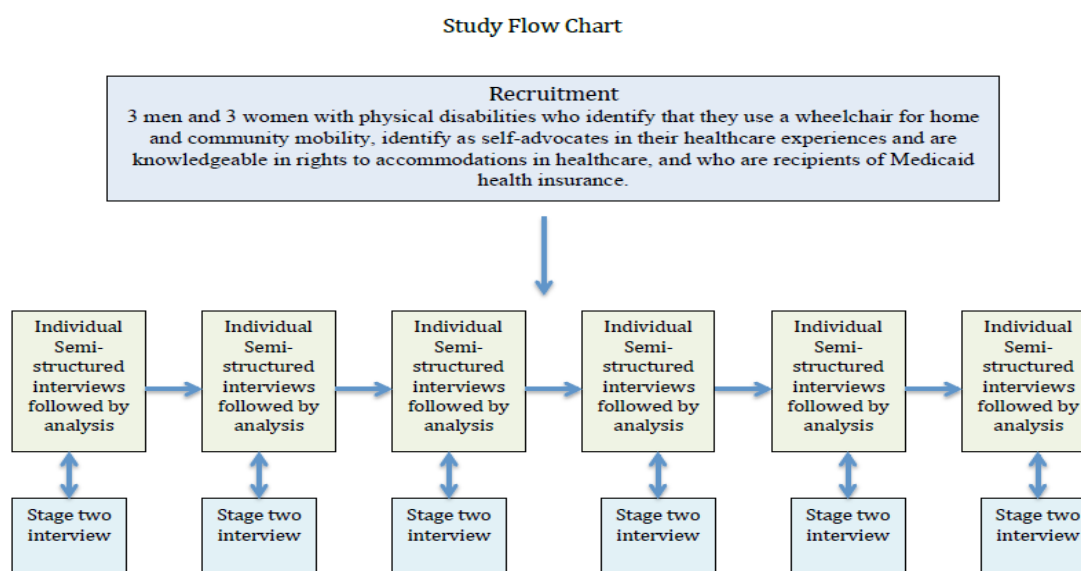 Study Flow Chart
Recruitment
3 men and 3 women with physical disabilities who identify that they use a wheelchair for home
and community mobility, identify as self-advocates in their healthcare experiences and are
knowledgeable in rights to accommodations in healthcare, and who are recipients of Medicaid
health insurance.
Individual
Semi-
structured
interviews
followed by
analysis
Individual
Semi-
structured
interviews
followed by
analysis
Individual
Semi-
structured
interviews
followed by
analysis
Individual
Semi-
structured
interviews
followed by
analysis
Individual
Semi-
structured
interviews
followed by
analysis
Individual
Semi-
structured
interviews
followed by
analysis
Stage two
interview
Stage two
interview
Stage two
interview
Stage two
interview
Stage two
interview
Stage two
interview